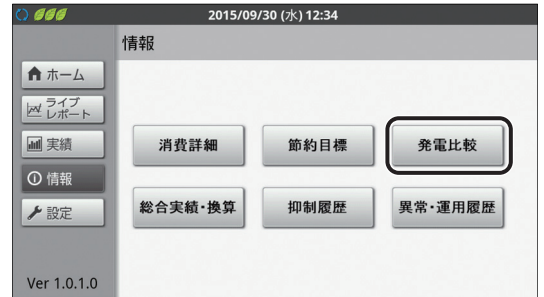 2015/09/30 (水) 12:34
情報
ホーム
ライブ
レポート
実績
情報
設定
消費詳細
節約目標
発電比較
総合実績・換算
抑制履歴
異常・運用履歴
Ver 1.0.1.0